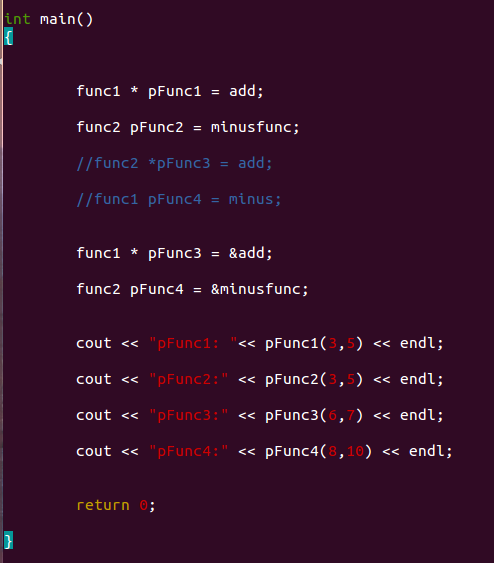 int main()
{
func1 * pFunc1 = add;
func2 pFunc2 = minusfunc;
//func2 *pFunc3 = add;
//func1 pFunc4 = minus;
func1 * pFunc3 = &add;
func2 pFunc4 = &minusfunc;
cout << "pFunc1: "<< pFunc1(3,5) << endl;
cout << "pFunc2:" << pFunc2(3,5) << endl;
cout << "pFunc3:" << pFunc3(6,7) << endl;
cout << "pFunc4:" << pFunc4(8,10) << endl;
return 0;
}